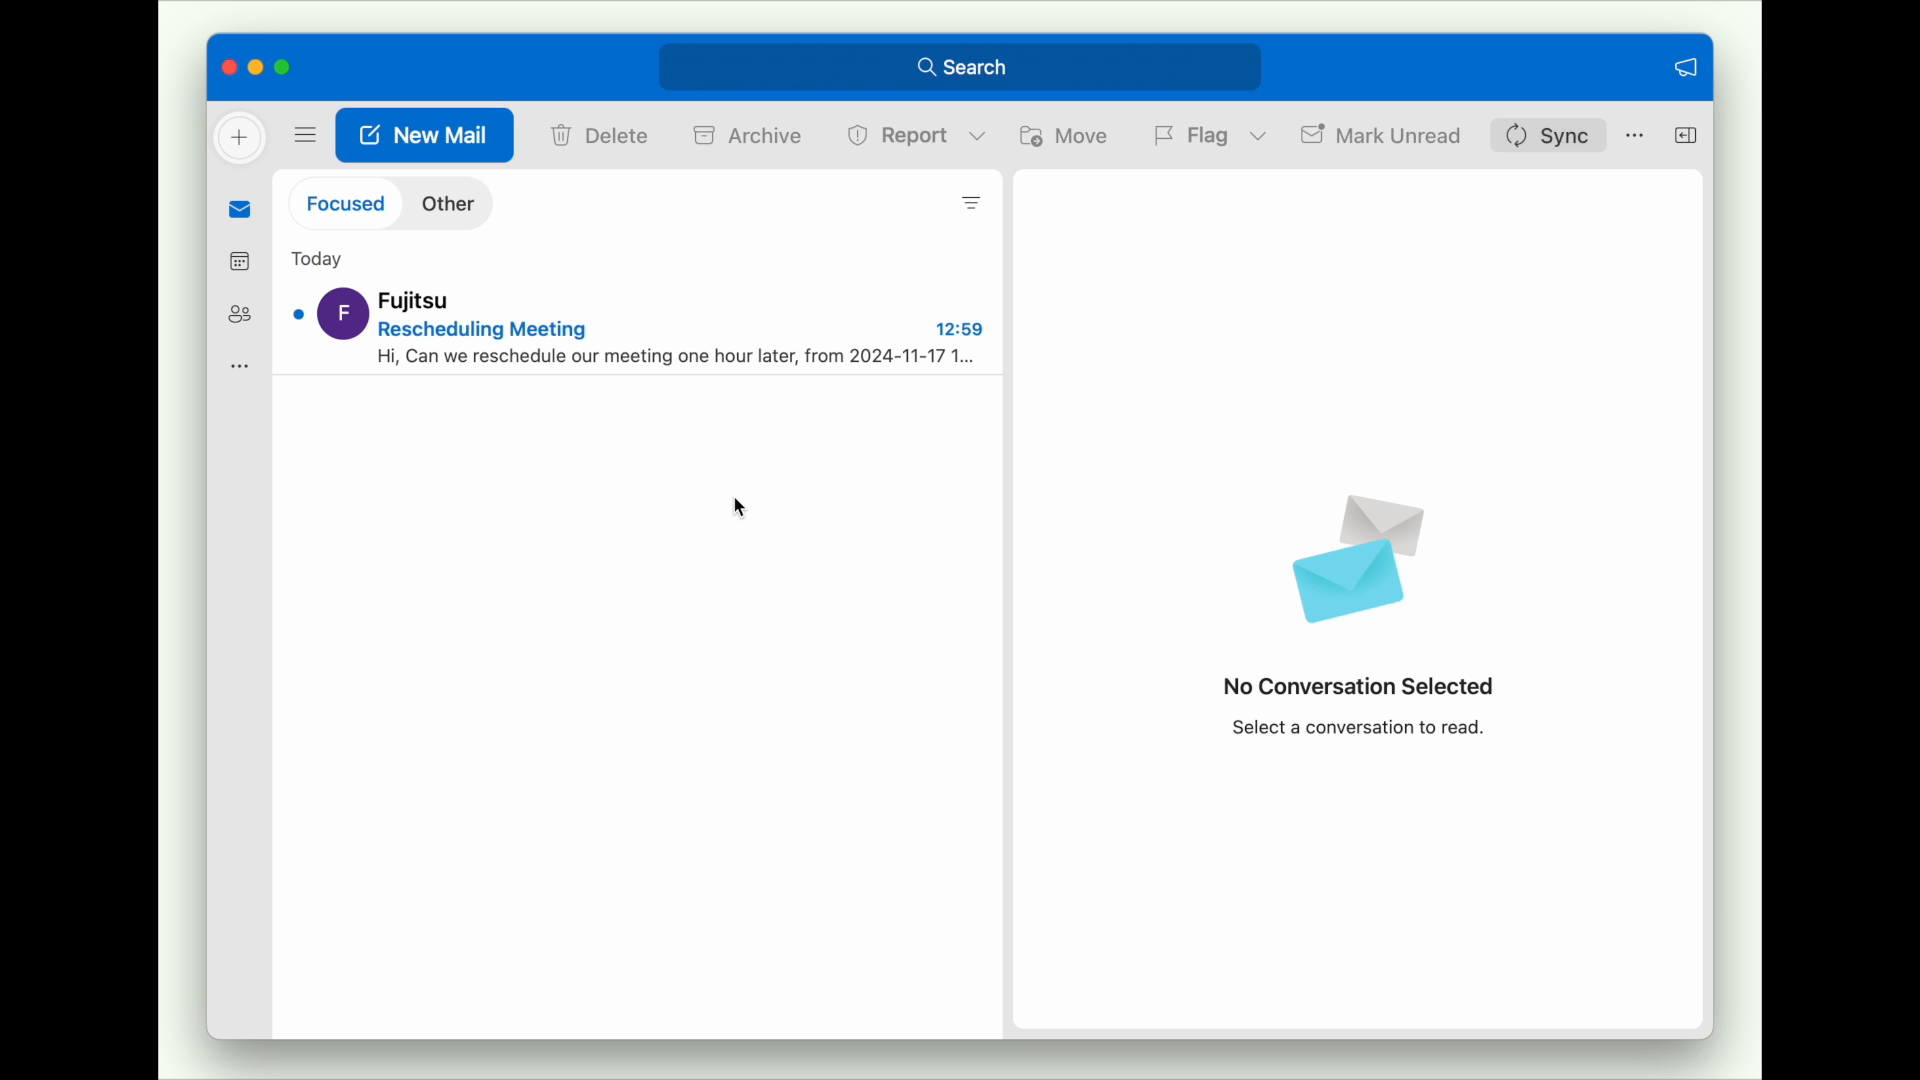 Search
New Mail Delete Archive Report Move Flag Mark Unread Sync
Focused Other
Today
F
Fujitsu
Rescheduling Meeting 12:59
Hi, Can we reschedule our meeting one hour later, from 2024-11-17 1...
No Conversation Selected
Select a conversation to read.